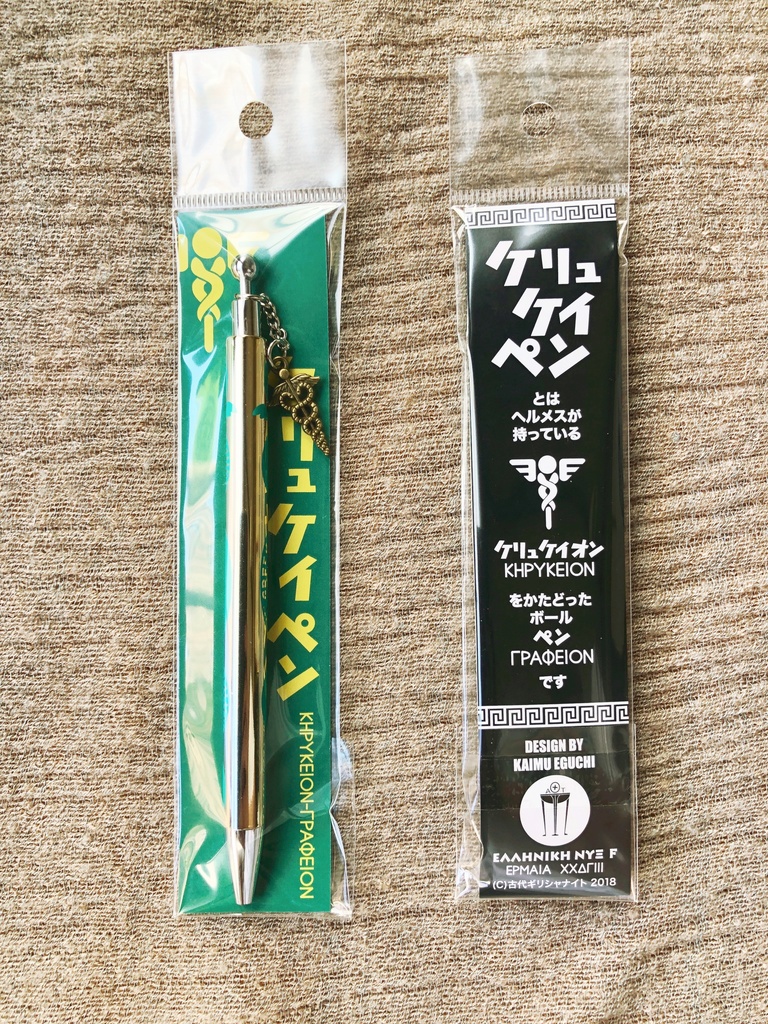 ケリュケイペン
ΚΗΡΥΚΕΙΟΝ-ΓΡΑΦΕΙΟΝ
ケリュ
ケイ
ペン
とは
ヘルメスが
持っている
ケリュケイオン
ΚΗΡΥΚΕΙΟΝ
をかたどった
ボール
ペン
ΓΡΑΦΕΙΟΝ
です
DESIGN BY
KAIMU EGUCHI
ΕΛΛΗΝΙΚΗ ΝΥΞ F
ΕΡΜΑΙΑ ΧΧΔΓΙΙΙ
(C)古代ギリシャナイト 2018